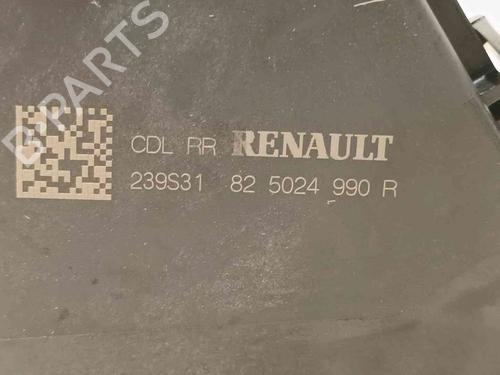 B-PARTS
CDL RR RENAULT
239S31 82 5024 990 R